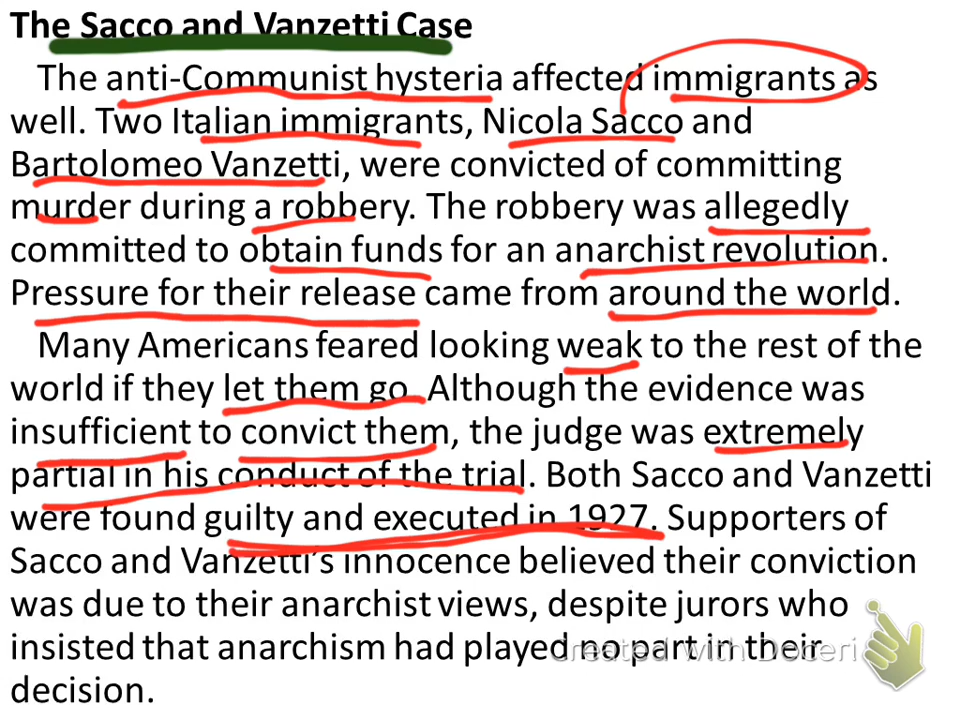 The Sacco and Vanzetti Case
The anti-Communist hysteria affected immigrants as
well. Two Italian immigrants, Nicola Sacco and
Bartolomeo Vanzetti, were convicted of committing
murder during a robbery. The robbery was allegedly
committed to obtain funds for an anarchist revolution.
Pressure for their release came from around the world.
Many Americans feared looking weak to the rest of the
world if they let them go. Although the evidence was
insufficient to convict them, the judge was extremely
partial in his conduct of the trial. Both Sacco and Vanzetti
were found guilty and executed in 1927. Supporters of
Sacco and Vanzetti’s innocence believed their conviction
was due to their anarchist views, despite jurors who
insisted that anarchism had played no part in their
decision.
Created with Doceri